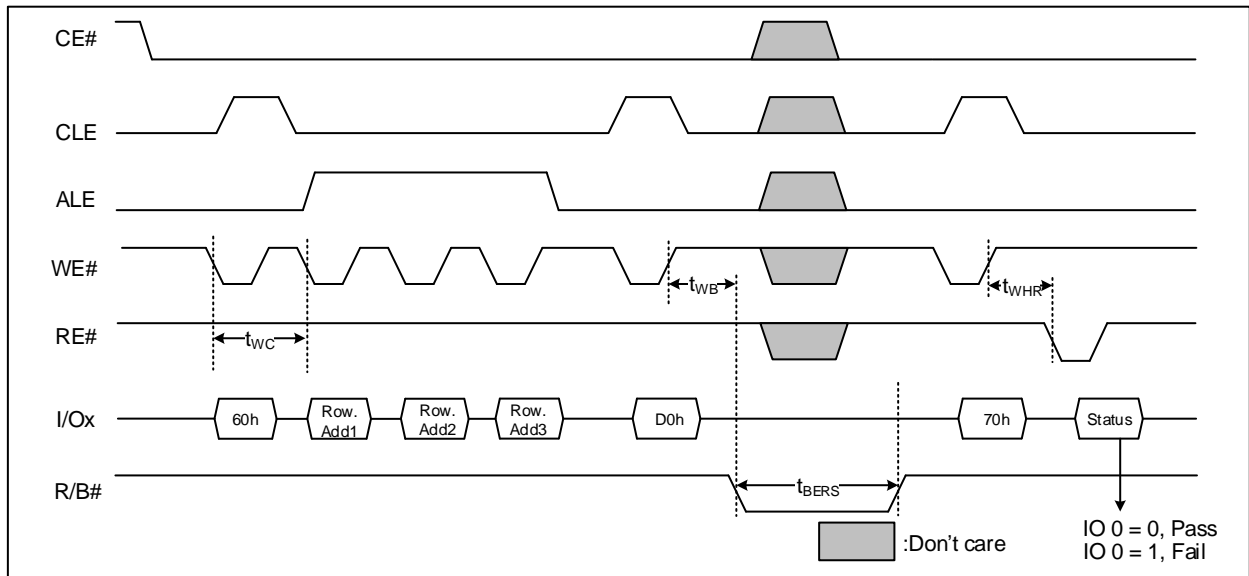 CE#
CLE
ALE
WE#
tWB
tWHR
RE#
tWC
I/Ox
60h
Row. Add1
Row. Add2
Row. Add3
D0h
70h
Status
R/B#
tBERS
:Don't care
IO 0 = 0, Pass
IO 0 = 1, Fail